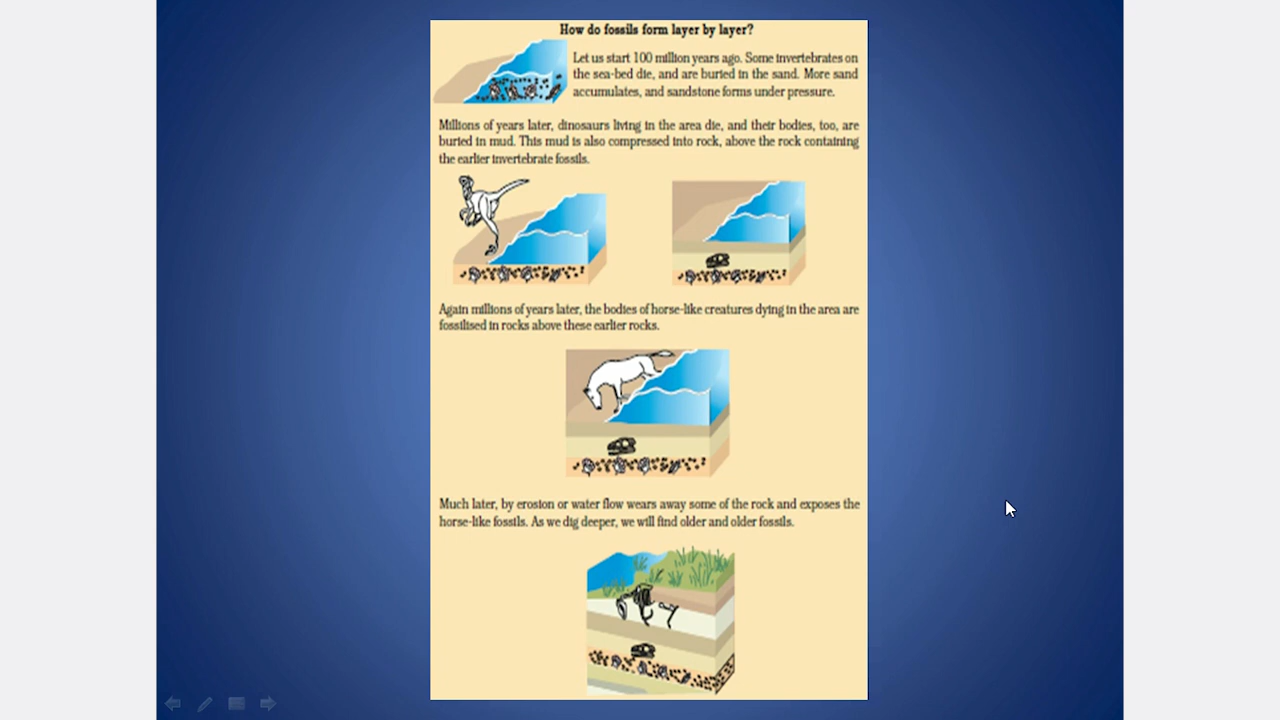 How do fossils form layer by layer?
Let us start 100 million years ago. Some invertebrates on
the sea-bed die, and are buried in the sand. More sand
accumulates, and sandstone forms under pressure.
Millions of years later, dinosaurs living in the area die, and their bodies, too, are
buried in mud. This mud is also compressed into rock, above the rock containing
the earlier invertebrate fossils.
Again millions of years later, the bodies of horse-like creatures dying in the area are
fossilised in rocks above these earlier rocks.
Much later, by erosion or water flow wears away some of the rock and exposes the
horse-like fossils. As we dig deeper, we will find older and older fossils.